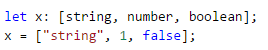 let x: [string, number, boolean];
x = ["string", 1, false];